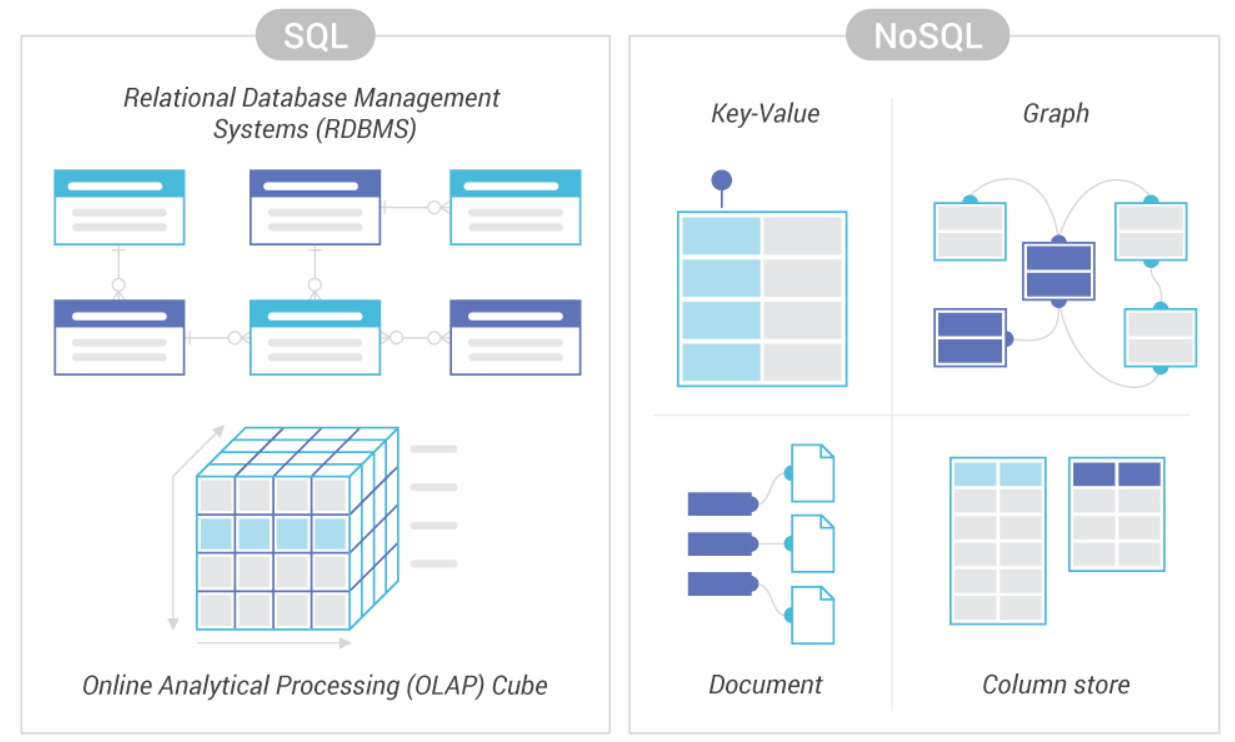 SQL
Relational Database Management
Systems (RDBMS)
Online Analytical Processing (OLAP) Cube
NoSQL
Key-Value
Graph
Document
Column store